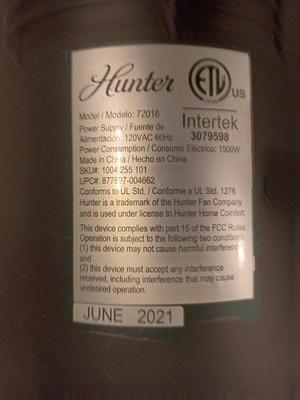 Hunter
ETL
LISTED
US
Intertek
3079598
Model / Modelo: 72016
Power Supply / Fuente de
Alimentación: 120VAC 60Hz
Power Consumption / Consumo Eléctrico: 1500W
Made in China / Hecho en China
SKU#: 1004 255 101
UPC#: 877697-004662
Conforms to UL Std. / Conforme a UL Std. 1278
Hunter is a trademark of the Hunter Fan Company
and is used under license to Hunter Home Comfort.
This device complies with part 15 of the FCC Rules.
Operation is subject to the following two conditions:
(1) this device may not cause harmful interference
and
(2) this device must accept any interference
received, including interference that may cause
undesired operation.
JUNE 2021